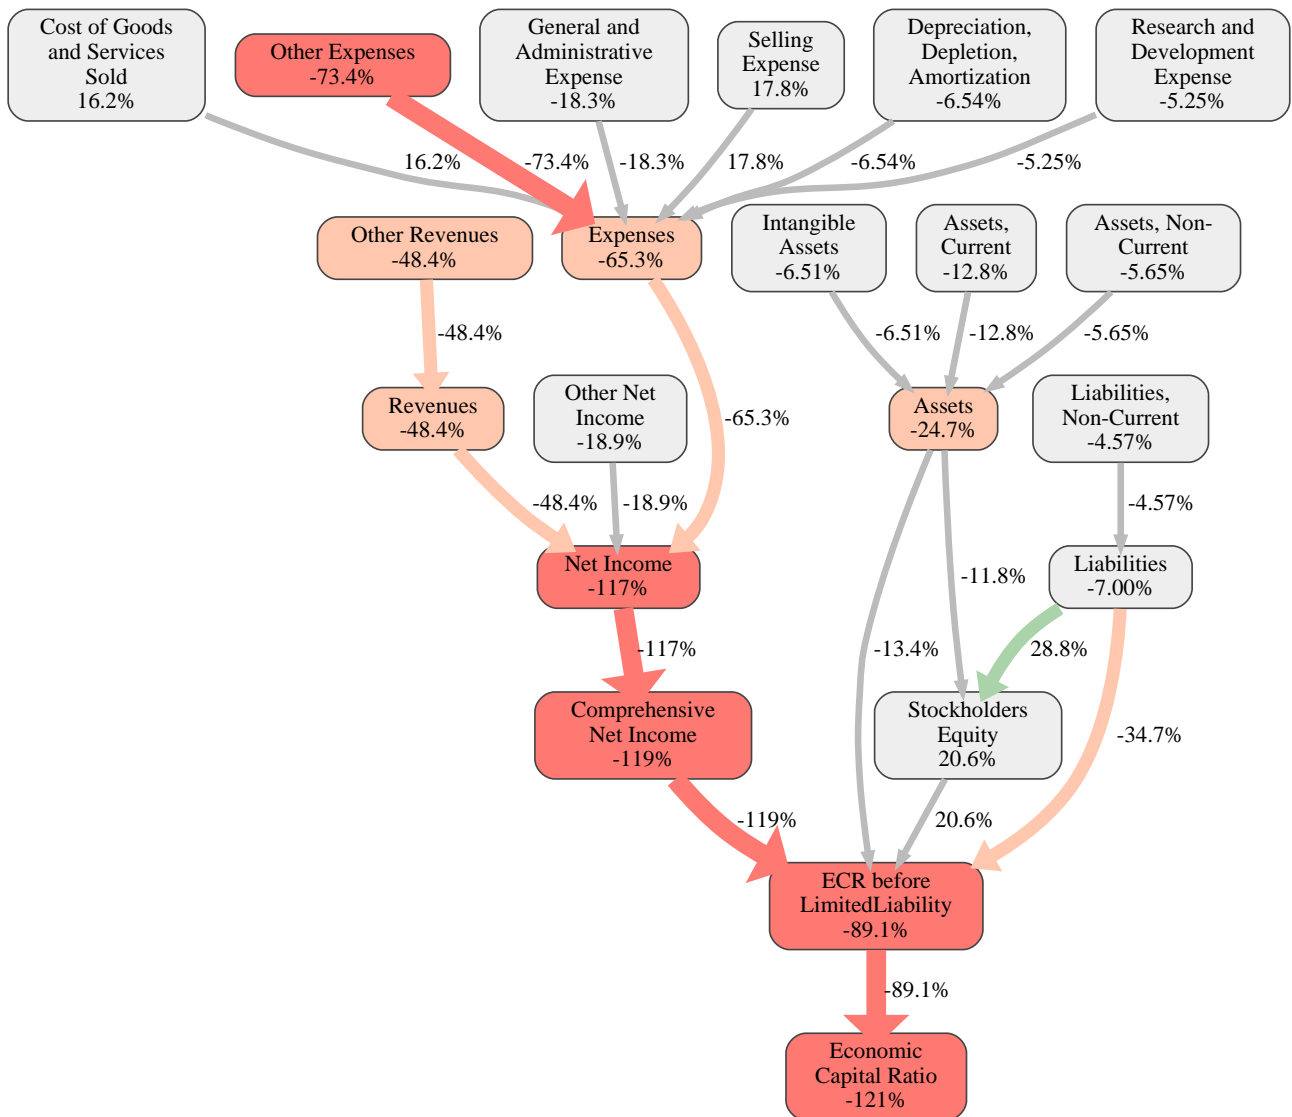 Cost of Goods
and Services
Sold
16.2%
Other Expenses
-73.4%
General and
Administrative
Expense
-18.3%
Selling
Expense
17.8%
Depreciation,
Depletion,
Amortization
-6.54%
Research and
Development
Expense
-5.25%
16.2%
-73.4%
-18.3%
17.8%
-6.54%
-5.25%
Other Revenues
-48.4%
Expenses
-65.3%
Intangible
Assets
-6.51%
Assets,
Current
-12.8%
Assets, Non-
Current
-5.65%
-48.4%
-6.51%
-12.8%
-5.65%
Revenues
-48.4%
Other Net
Income
-18.9%
-65.3%
Assets
-24.7%
Liabilities,
Non-Current
-4.57%
-48.4%
-18.9%
-4.57%
Net Income
-117%
-11.8%
Liabilities
-7.00%
-117%
-13.4%
28.8%
Comprehensive
Net Income
-119%
Stockholders
Equity
20.6%
-34.7%
-119%
20.6%
ECR before
LimitedLiability
-89.1%
-89.1%
Economic
Capital Ratio
-121%